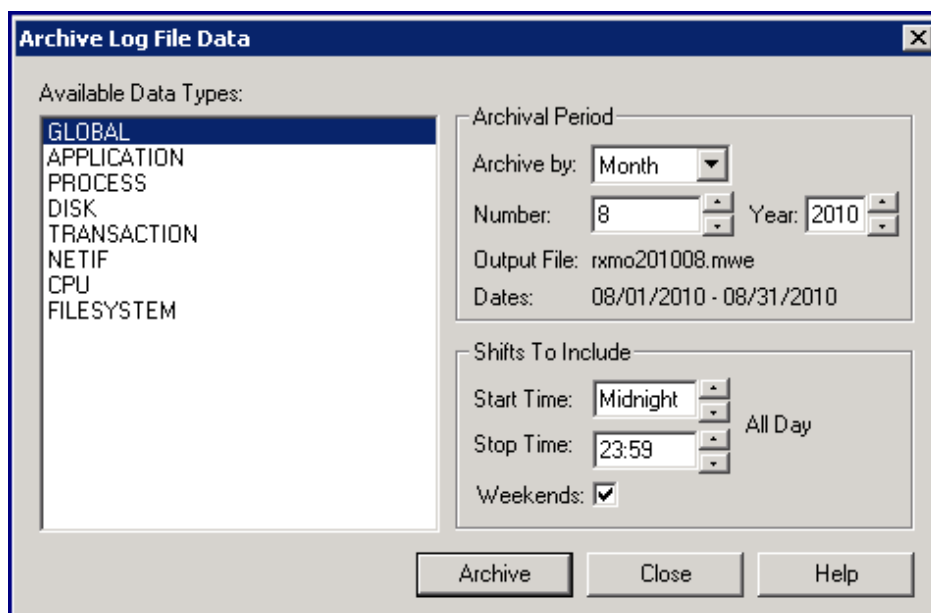 Archive Log File Data
Available Data Types:
GLOBAL
APPLICATION
PROCESS
DISK
TRANSACTION
NETIF
CPU
FILESYSTEM
Archival Period
Archive by: Month
Number: 8 Year: 2010
Output File: rxmo201008.mwe
Dates: 08/01/2010 - 08/31/2010
Shifts To Include
Start Time: Midnight
All Day
Stop Time: 23:59
Weekends:
Archive Close Help